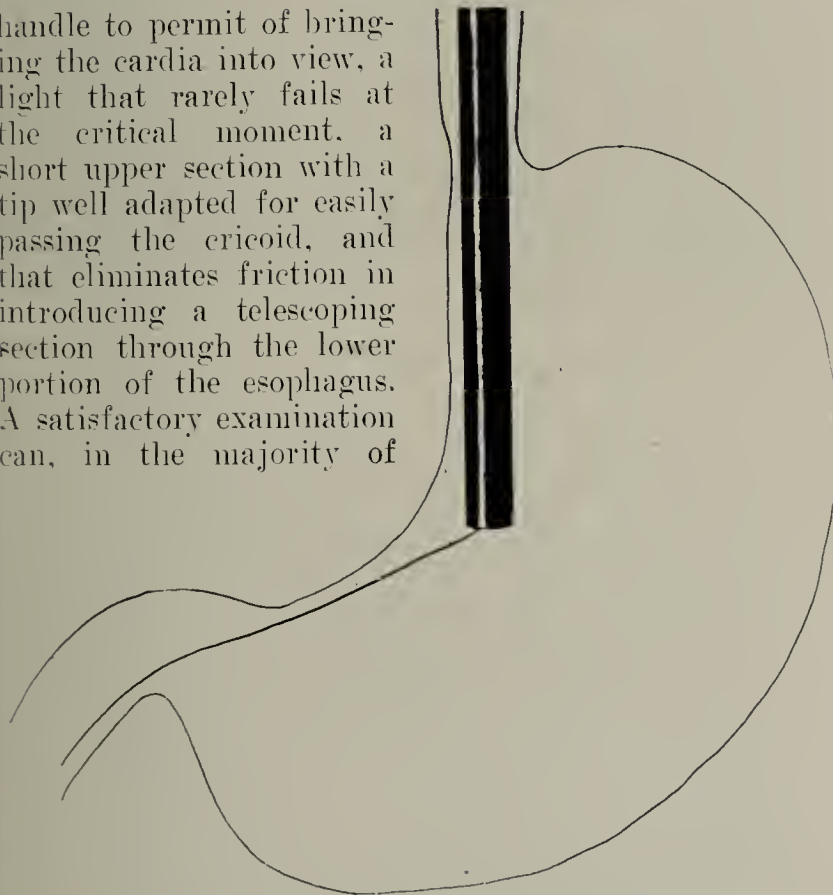 handle to permit of bring-
ing the cardia into view, a
light that rarely fails at
the critical moment. a
short upper section with a
tip well adapted for easily
passing the cricoid, and
that eliminates friction in
introducing a telescoping
section through the lower
portion of the esophagus.
A satisfactory examination
can, in the majority of